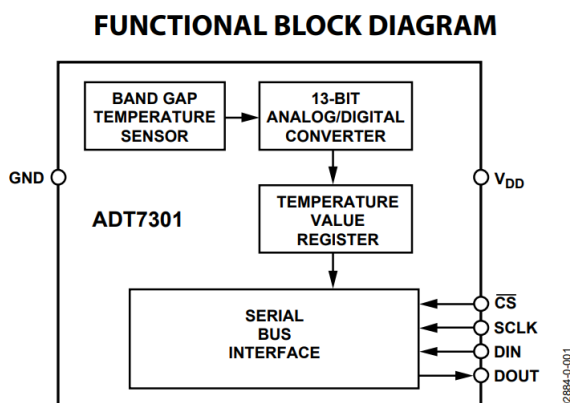 FUNCTIONAL BLOCK DIAGRAM
BAND GAP
TEMPERATURE
SENSOR
13-BIT
ANALOG/DIGITAL
CONVERTER
GND
VDD
ADT7301
TEMPERATURE
VALUE
REGISTER
SERIAL
BUS
INTERFACE
CS
SCLK
DIN
DOUT